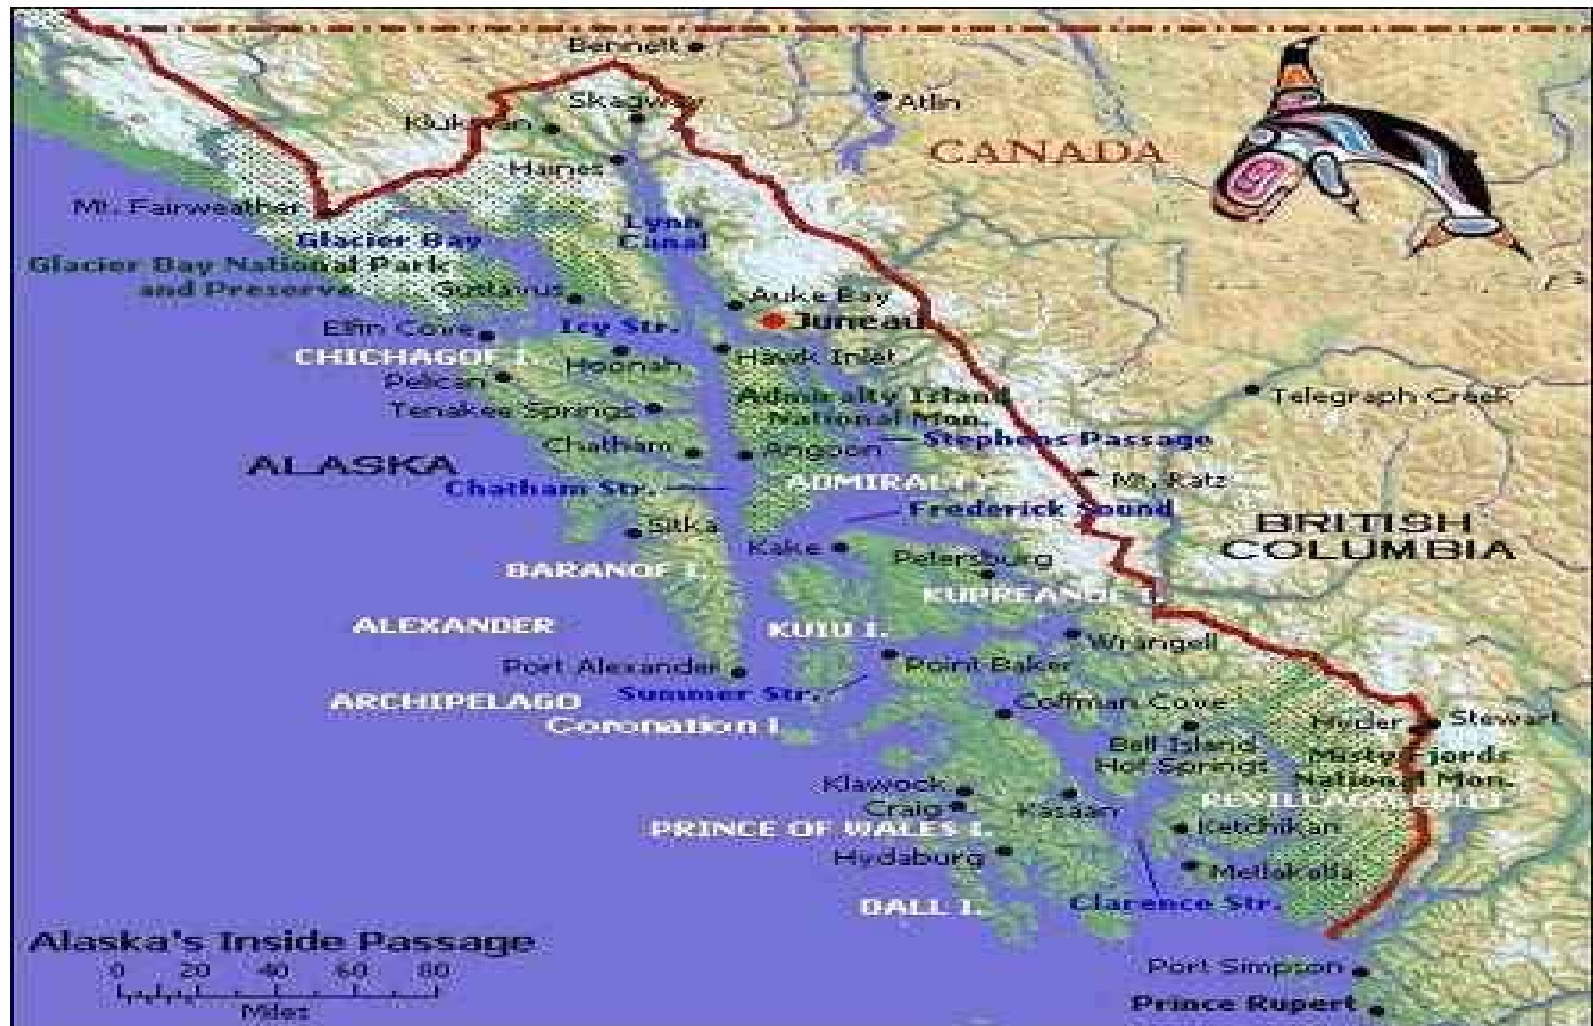 Bennett
Skagway
Atlin
Klukwan
CANADA
Haines
Mt. Fairweather
Lynn
Canal
Glacier Bay
Glacier Bay National Park
and Preserve
Gustavus
Auke Bay
Juneau
Elfin Cove
Icy Str.
CHICHAGOF I.
Hoonah
Hawk Inlet
Pelican
Telegraph Creek
Admiralty Island
National Mon.
Tenakee Springs
Stephens Passage
Chatham
Angoon
ALASKA
Mt. Ratz
Chatham Str.
ADMIRALTY
Frederick Sound
Sitka
BRITISH
COLUMBIA
Kake
Petersburg
BARANOF I.
KUPREANOF I.
ALEXANDER
KUIU I.
Wrangell
Port Alexander
Point Baker
Summer Str.
ARCHIPELAGO
Coffman Cove
Coronation I.
Hyder
Stewart
Bell Island
Hot Springs
Misty Fjords
National Mon.
Klawock
Craig
Kasaan
REVILLAGIGEDO I.
PRINCE OF WALES I.
Ketchikan
Hydaburg
Metlakatla
DALL I.
Clarence Str.
Alaska's Inside Passage
0 20 40 60 80
Miles
Port Simpson
Prince Rupert